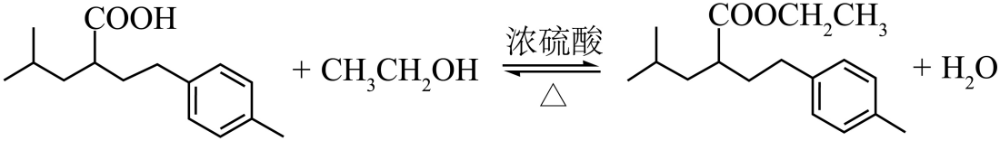 COOH
+ CH₃CH₂OH
浓硫酸
△
COOCH₂CH₃
+ H₂O